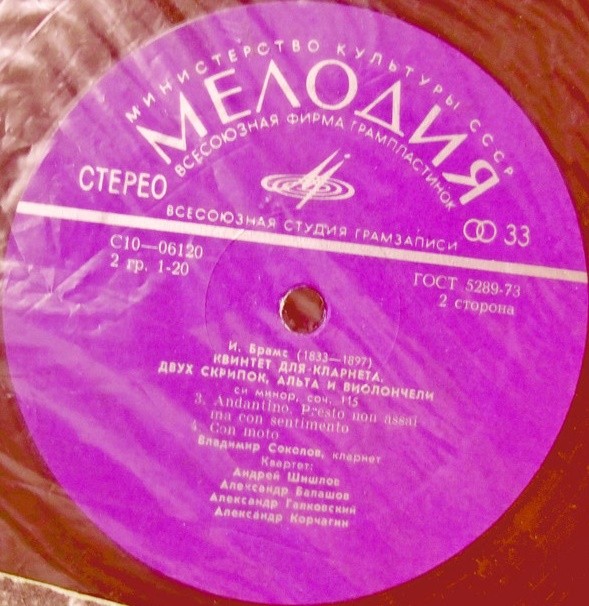 МИНИСТЕРСТВО КУЛЬТУРЫ СССР
МЕЛОДИЯ
ВСЕСОЮЗНАЯ ФИРМА ГРАМПЛАСТИНОК
СТЕРЕО
ВСЕСОЮЗНАЯ СТУДИЯ ГРАМЗАПИСИ
33
С10—06120
2 гр. 1-20
ГОСТ 5289-73
2 сторона
И. Брамс (1833—1897)
КВИНТЕТ ДЛЯ КЛАРНЕТА,
ДВУХ СКРИПОК, АЛЬТА И ВИОЛОНЧЕЛИ
си минор, соч. 115
3. Andantino. Presto non assai
ma con sentimento
4. Con moto
Владимир Соколов, кларнет
Квартет:
Андрей Шишлов
Александр Балашов
Александр Галковский
Александр Корчагин